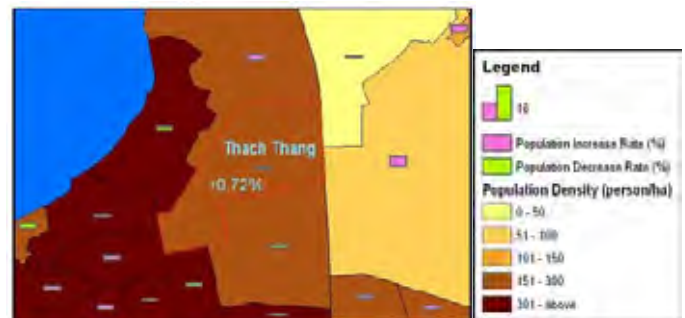 Thach Thang
+0.72%
Legend
16
Population Increase Rate (%)
Population Decrease Rate (%)
Population Density (person/ha)
0 - 50
51 - 100
101 - 150
151 - 300
301 - above